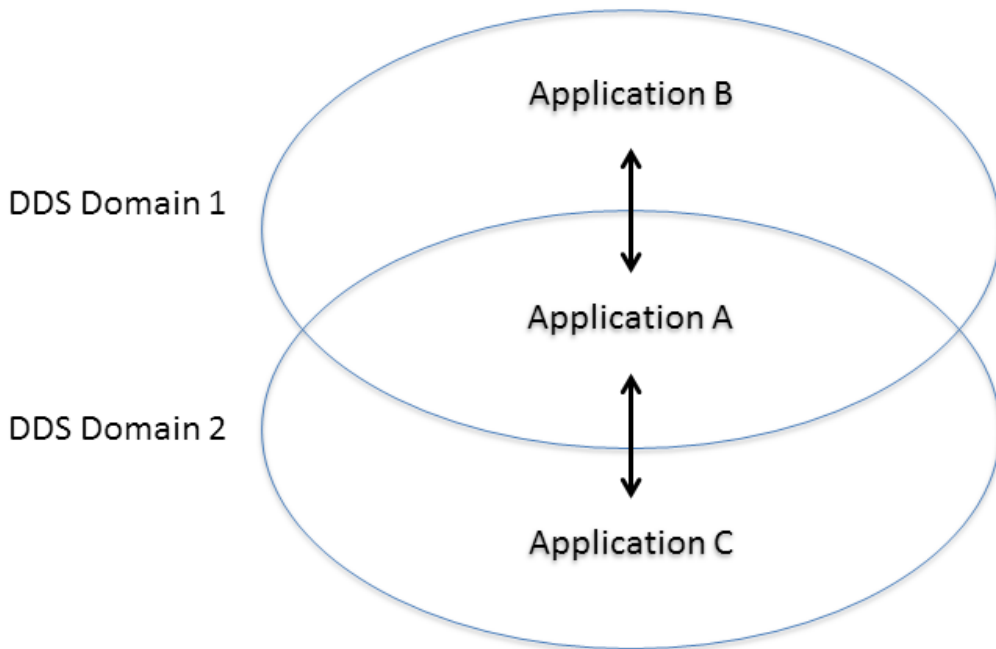 Application B
DDS Domain 1
Application A
DDS Domain 2
Application C